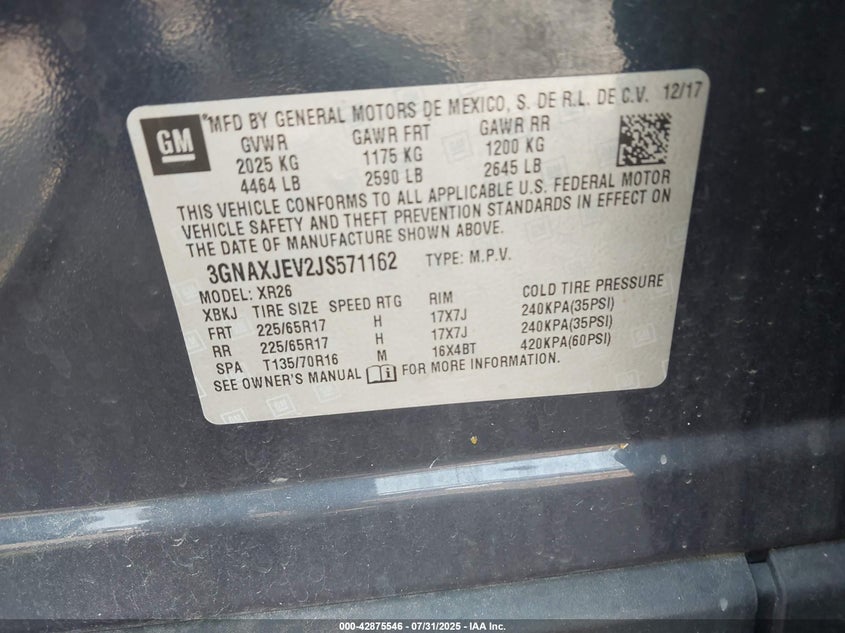 GM
MFD BY GENERAL MOTORS DE MEXICO, S. DE R.L. DE C.V. 12/17
GVWR GAWR FRT GAWR RR
2025 KG 1175 KG 1200 KG
4464 LB 2590 LB 2645 LB
THIS VEHICLE CONFORMS TO ALL APPLICABLE U.S. FEDERAL MOTOR
VEHICLE SAFETY AND THEFT PREVENTION STANDARDS IN EFFECT ON
THE DATE OF MANUFACTURE SHOWN ABOVE.
3GNAXJEV2JS571162 TYPE: M.P.V.
MODEL: XR26
XBKJ TIRE SIZE SPEED RTG RIM COLD TIRE PRESSURE
FRT 225/65R17 H 17X7J 240KPA(35PSI)
RR 225/65R17 H 17X7J 240KPA(35PSI)
SPA T135/70R16 M 16X4BT 420KPA(60PSI)
SEE OWNER'S MANUAL FOR MORE INFORMATION.
000-42875546 - 07/31/2025 - IAA Inc.